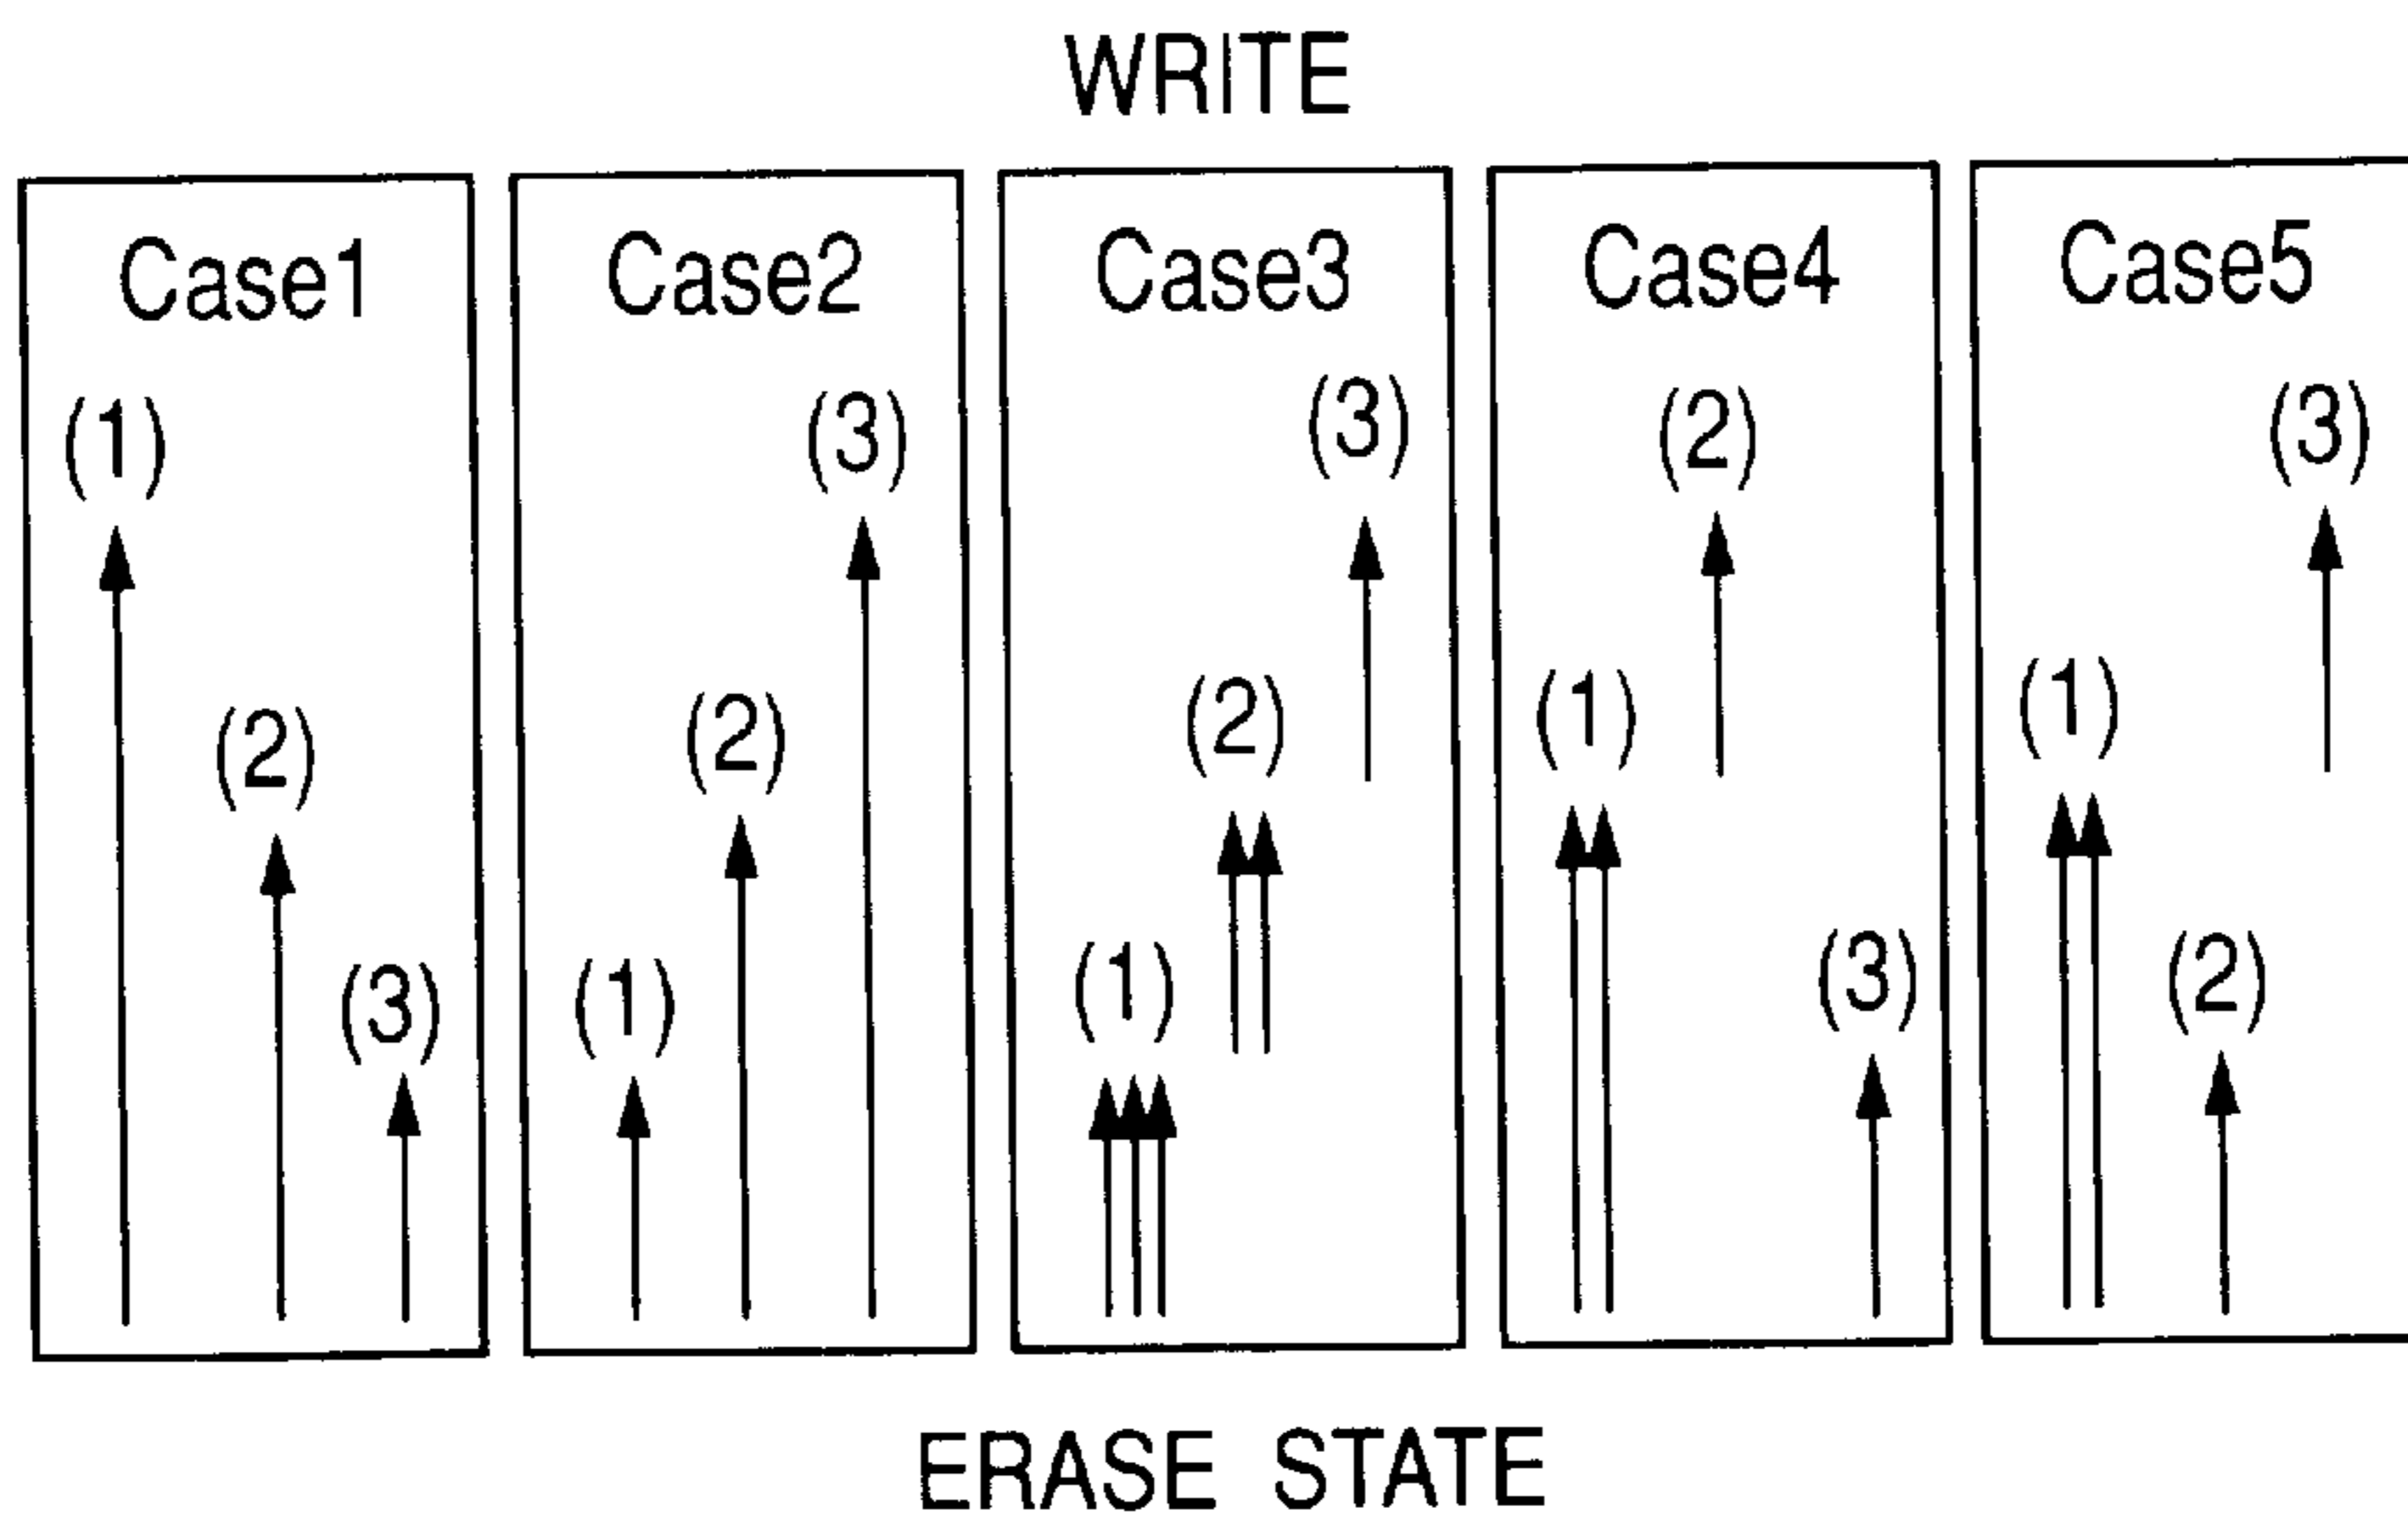 WRITE
Case1 Case2 Case3 Case4 Case5
(1) (2) (3)
(1) (2) (3)
(1) (2) (3)
(1) (2) (3)
(1) (2) (3)
ERASE STATE